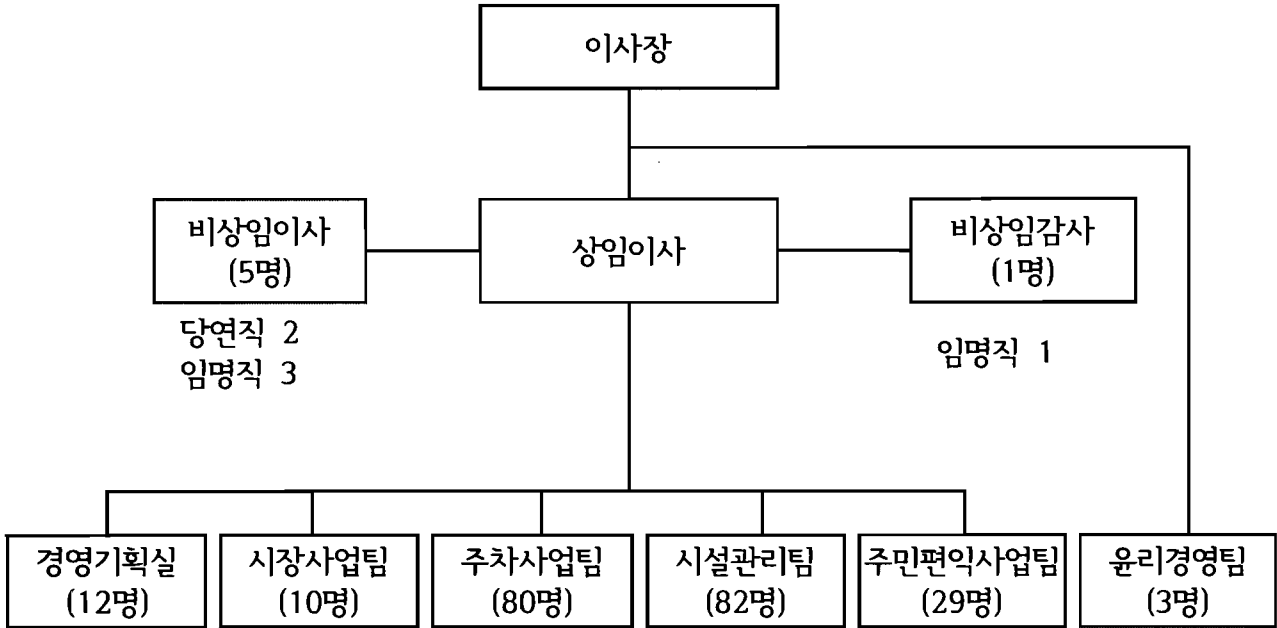 이사장
비상임이사
(5명)
상임이사
비상임감사
(1명)
당연직 2
임명직 3
임명직 1
경영기획실
(12명)
시장사업팀
(10명)
주차사업팀
(80명)
시설관리팀
(82명)
주민편익사업팀
(29명)
윤리경영팀
(3명)